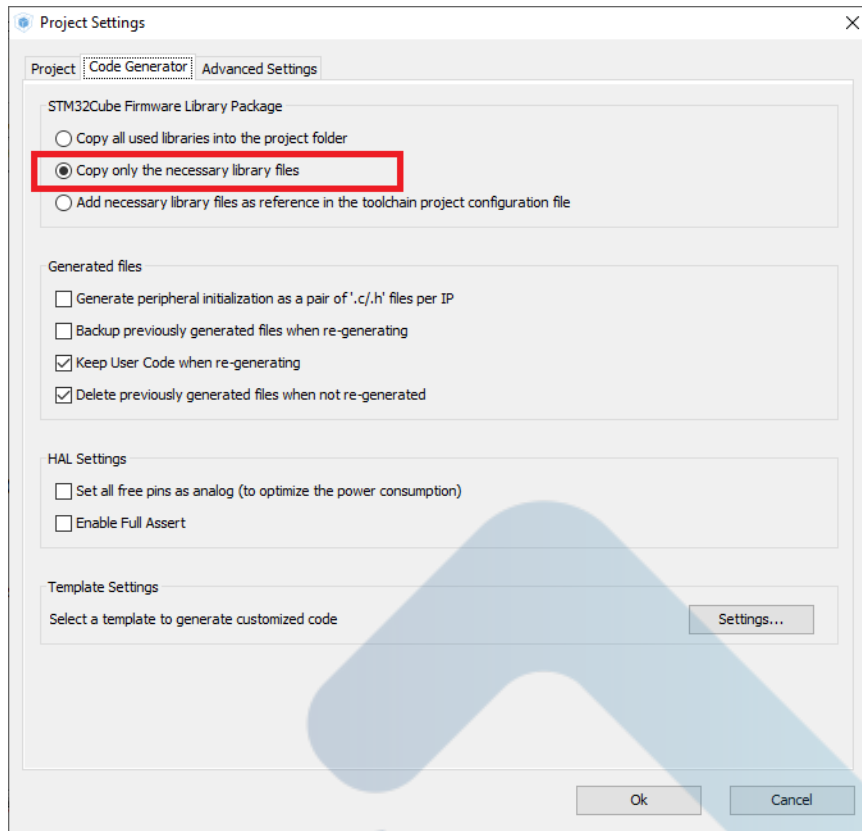 Project Settings
Project Code Generator Advanced Settings
STM32Cube Firmware Library Package
Copy all used libraries into the project folder
Copy only the necessary library files
Add necessary library files as reference in the toolchain project configuration file
Generated files
Generate peripheral initialization as a pair of '.c/.h' files per IP
Backup previously generated files when re-generating
Keep User Code when re-generating
Delete previously generated files when not re-generated
HAL Settings
Set all free pins as analog (to optimize the power consumption)
Enable Full Assert
Template Settings
Select a template to generate customized code Settings...
Ok Cancel